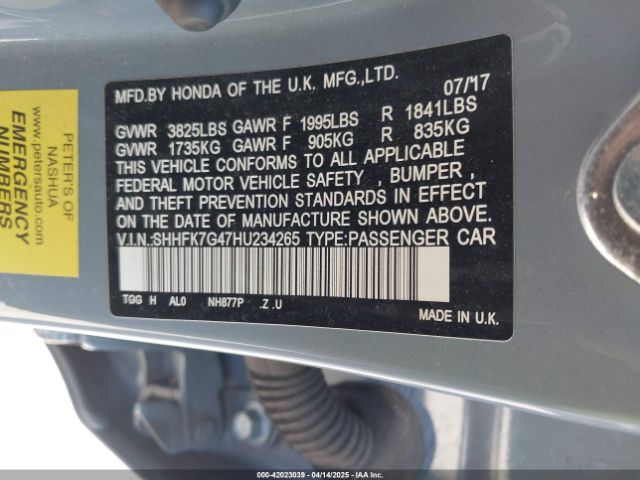 MFD.BY HONDA OF THE U.K. MFG.,LTD. 07/17
GVWR 3825LBS GAWR F 1995LBS R 1841LBS
GVWR 1735KG GAWR F 905KG R 835KG
THIS VEHICLE CONFORMS TO ALL APPLICABLE
FEDERAL MOTOR VEHICLE SAFETY , BUMPER ,
AND THEFT PREVENTION STANDARDS IN EFFECT
ON THE DATE OF MANUFACTURE SHOWN ABOVE.
V.I.N.:SHHFK7G47HU234265 TYPE:PASSENGER CAR
TGG H AL0 NH877P .Z .U
MADE IN U.K.
PETER'S OF
NASHUA
www.petersauto.com
EMERGENCY
NUMBERS
000-42023039 - 04/14/2025 - IAAI.com